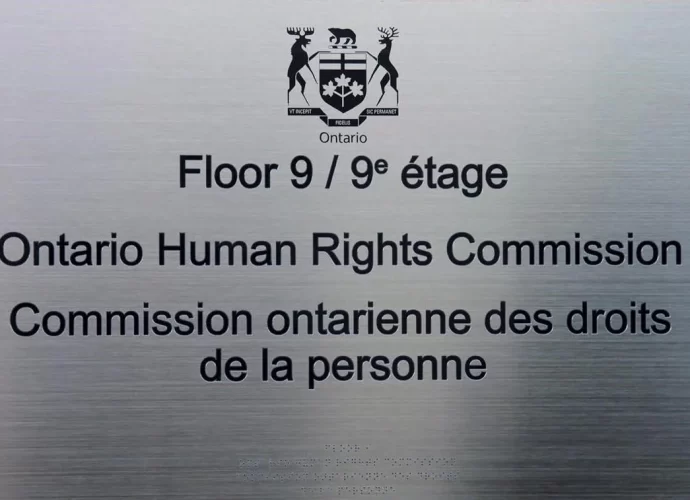 VT INCEPIT SIC PERMANET
FIDELIS
Ontario
Floor 9 / 9e étage
Ontario Human Rights Commission
Commission ontarienne des droits
de la personne